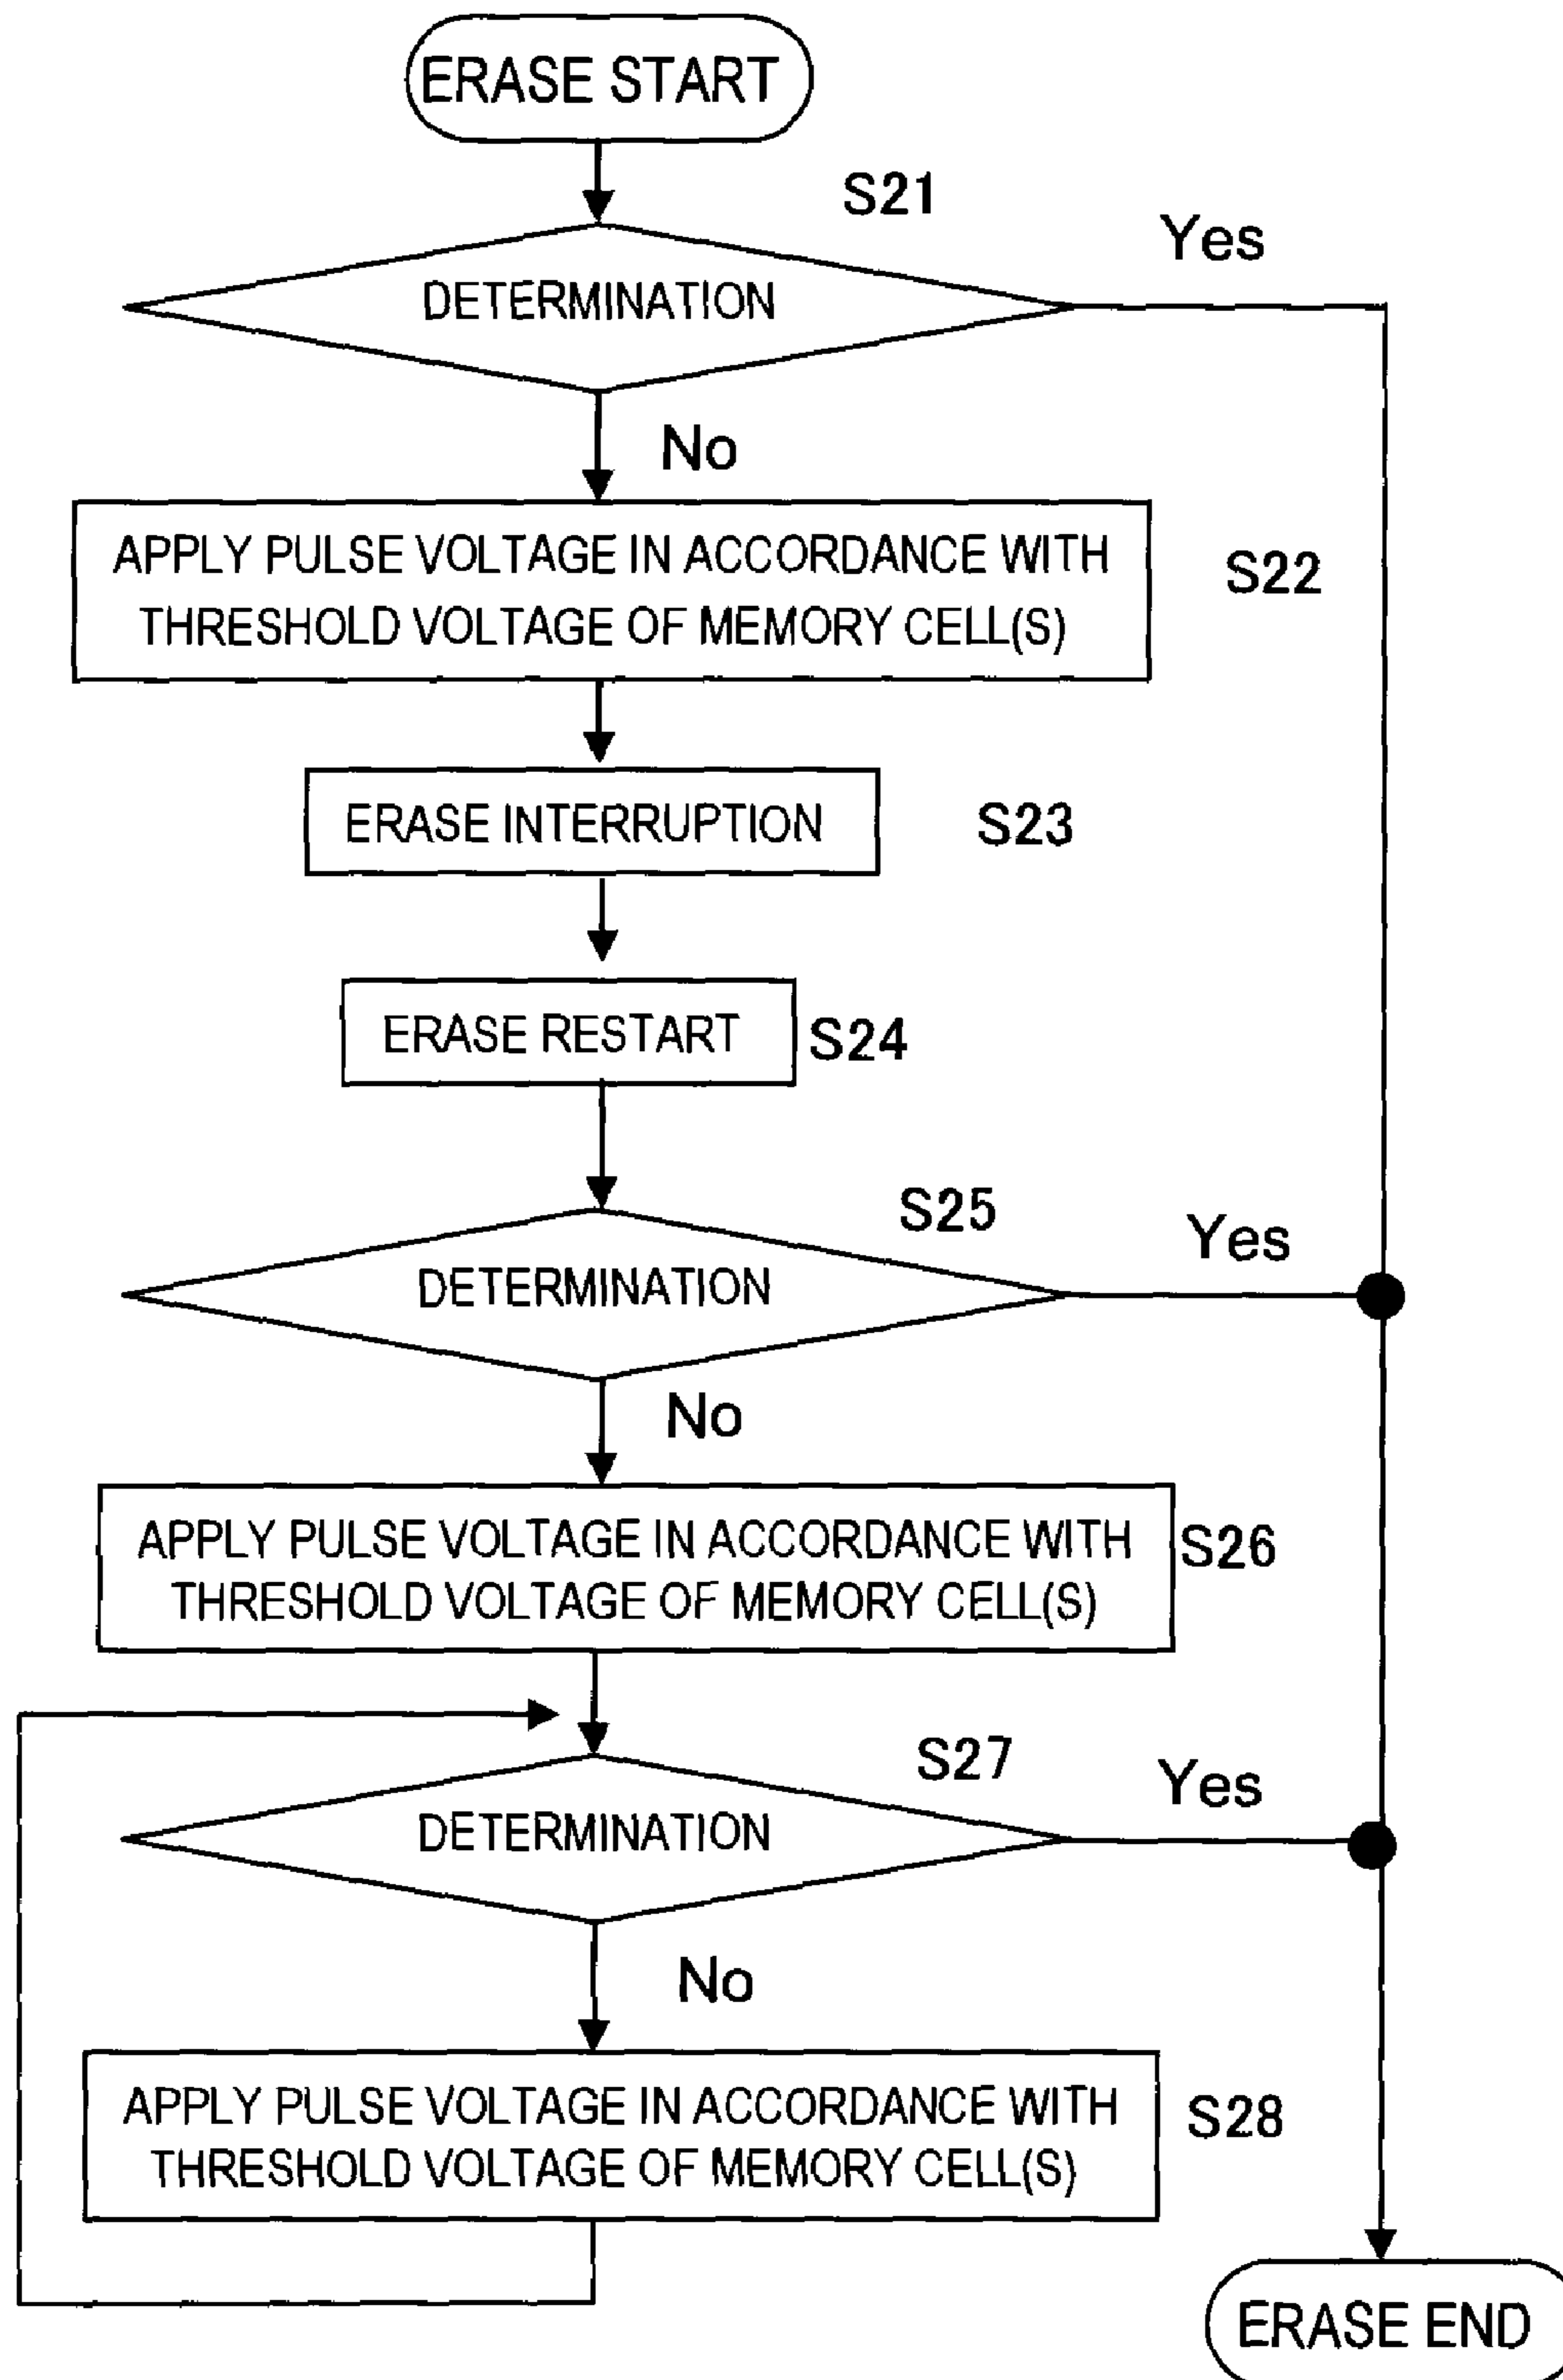 ERASE START
S21
Yes
DETERMINATION
No
APPLY PULSE VOLTAGE IN ACCORDANCE WITH
THRESHOLD VOLTAGE OF MEMORY CELL(S)
S22
ERASE INTERRUPTION
S23
ERASE RESTART
S24
S25
Yes
DETERMINATION
No
APPLY PULSE VOLTAGE IN ACCORDANCE WITH
THRESHOLD VOLTAGE OF MEMORY CELL(S)
S26
S27
Yes
DETERMINATION
No
APPLY PULSE VOLTAGE IN ACCORDANCE WITH
THRESHOLD VOLTAGE OF MEMORY CELL(S)
S28
ERASE END